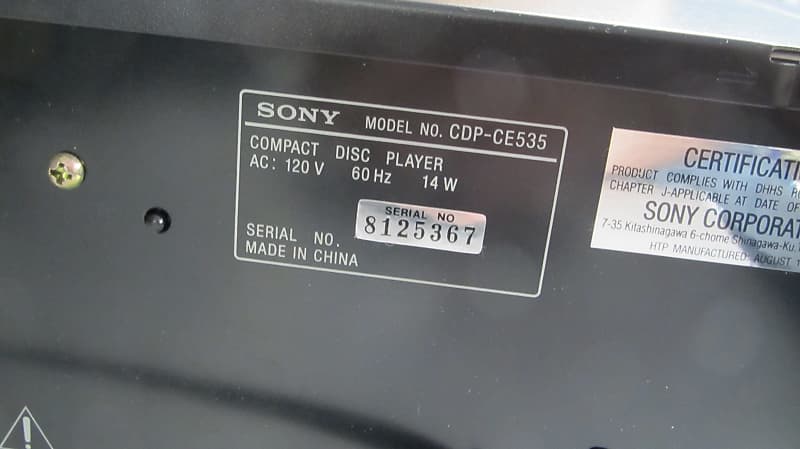 SONY MODEL NO. CDP-CE535
COMPACT DISC PLAYER
AC: 120 V 60 Hz 14 W
SERIAL NO
8125367
SERIAL NO.
MADE IN CHINA
CERTIFICATI
PRODUCT COMPLIES WITH DHHS R
CHAPTER J-APPLICABLE AT DATE OF
SONY CORPORAT
7-35 Kitashinagawa 6-chome Shinagawa-Ku.
HTP MANUFACTURED: AUGUST 1
!